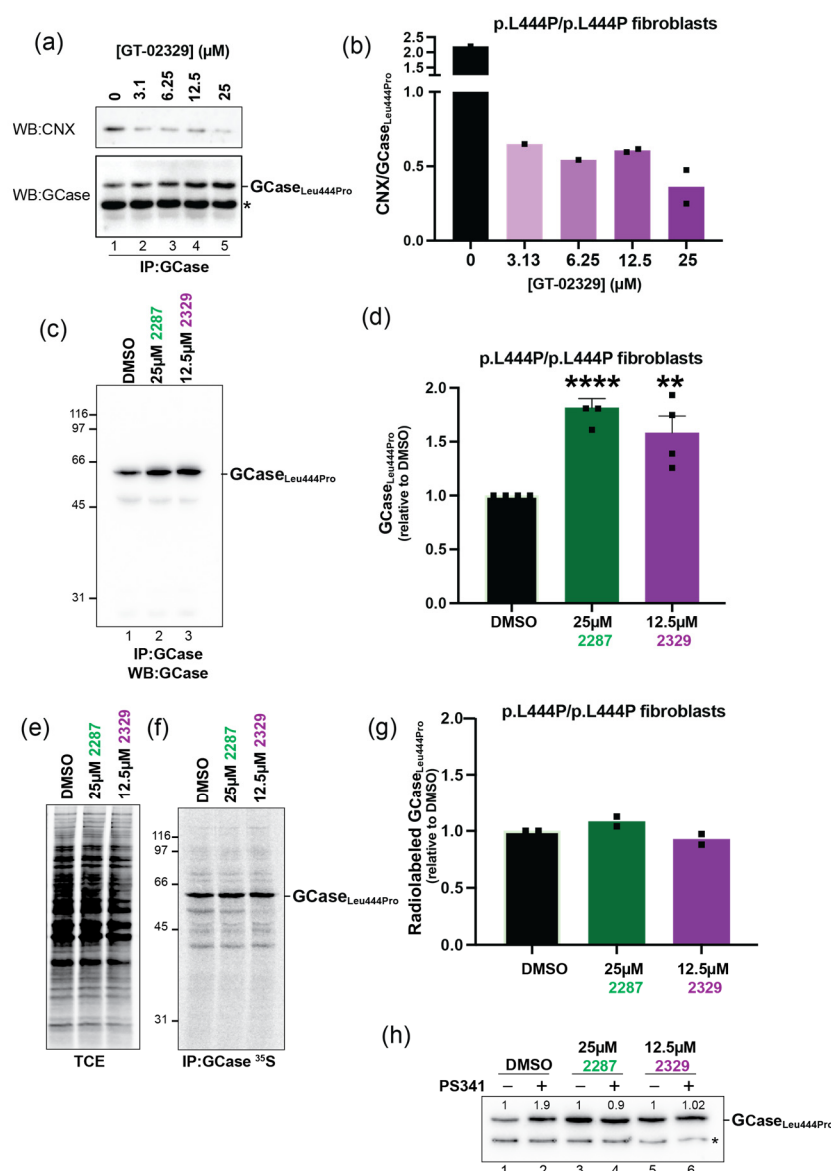 (a)
[GT-02329] (μM)
0 3.1 6.25 12.5 25
WB:CNX
WB:GCase
GCaseLeu444Pro
*
1 2 3 4 5
IP:GCase
(b)
p.L444P/p.L444P fibroblasts
CNX/GCaseLeu444Pro
2.5
2.0
1.5
1.0
0.5
0.0
0 3.13 6.25 12.5 25
[GT-02329] (μM)
(c)
DMSO
25μM 2287
12.5μM 2329
116
97
66
45
31
GCaseLeu444Pro
1 2 3
IP:GCase
WB:GCase
(d)
p.L444P/p.L444P fibroblasts
**** **
GCaseLeu444Pro
(relative to DMSO)
2.0
1.5
1.0
0.5
0.0
DMSO 25μM 12.5μM
2287 2329
(e)
DMSO
25μM 2287
12.5μM 2329
TCE
(f)
DMSO
25μM 2287
12.5μM 2329
116
97
66
45
31
GCaseLeu444Pro
IP:GCase 35S
(g)
p.L444P/p.L444P fibroblasts
Radiolabeled GCaseLeu444Pro
(relative to DMSO)
2.0
1.5
1.0
0.5
0.0
DMSO 25μM 12.5μM
2287 2329
(h)
25μM 12.5μM
DMSO 2287 2329
PS341 – + – + – +
1 1.9 1 0.9 1 1.02
GCaseLeu444Pro
*
1 2 3 4 5 6